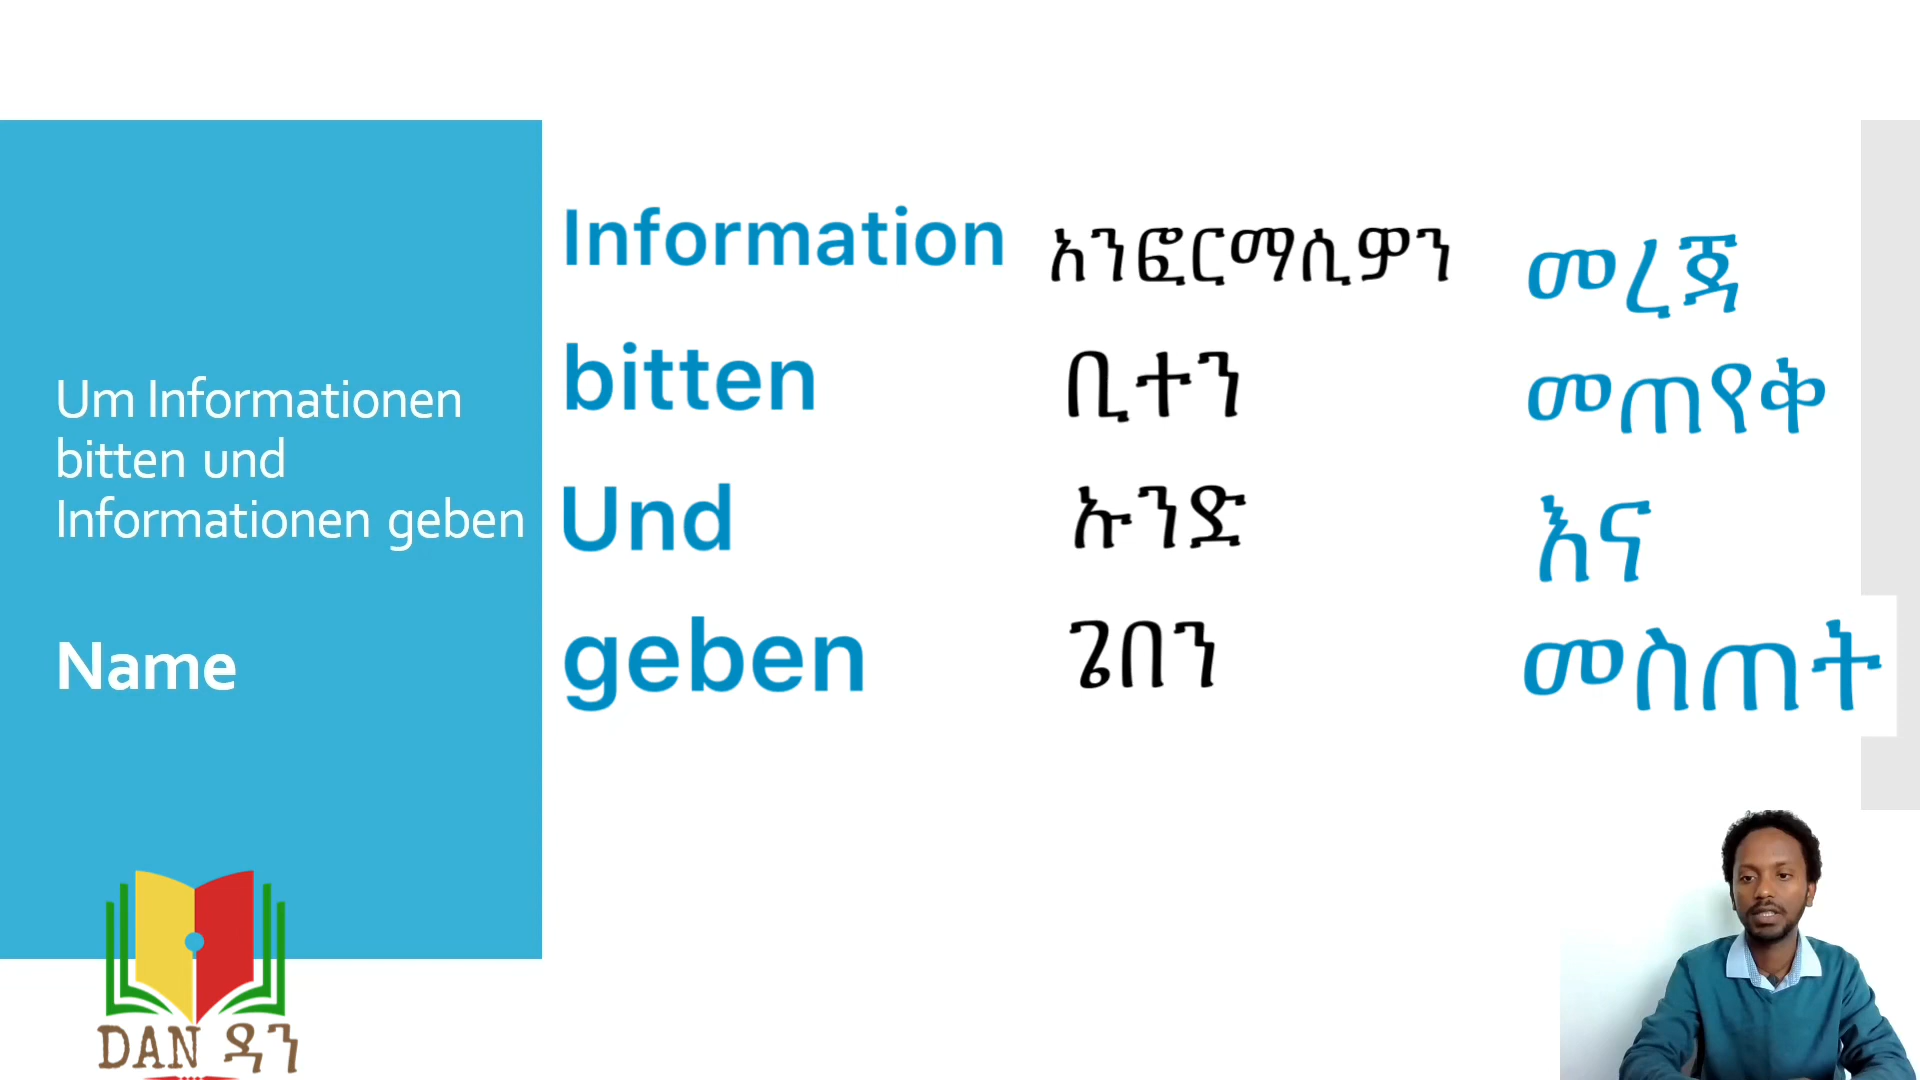 Um Informationen
bitten und
Informationen geben
Name
Information አንፎርማሲዎን መረጃ
bitten ቢተን መጠየቅ
Und ኡንድ እና
geben ጌበን መስጠት
DAN ዳን